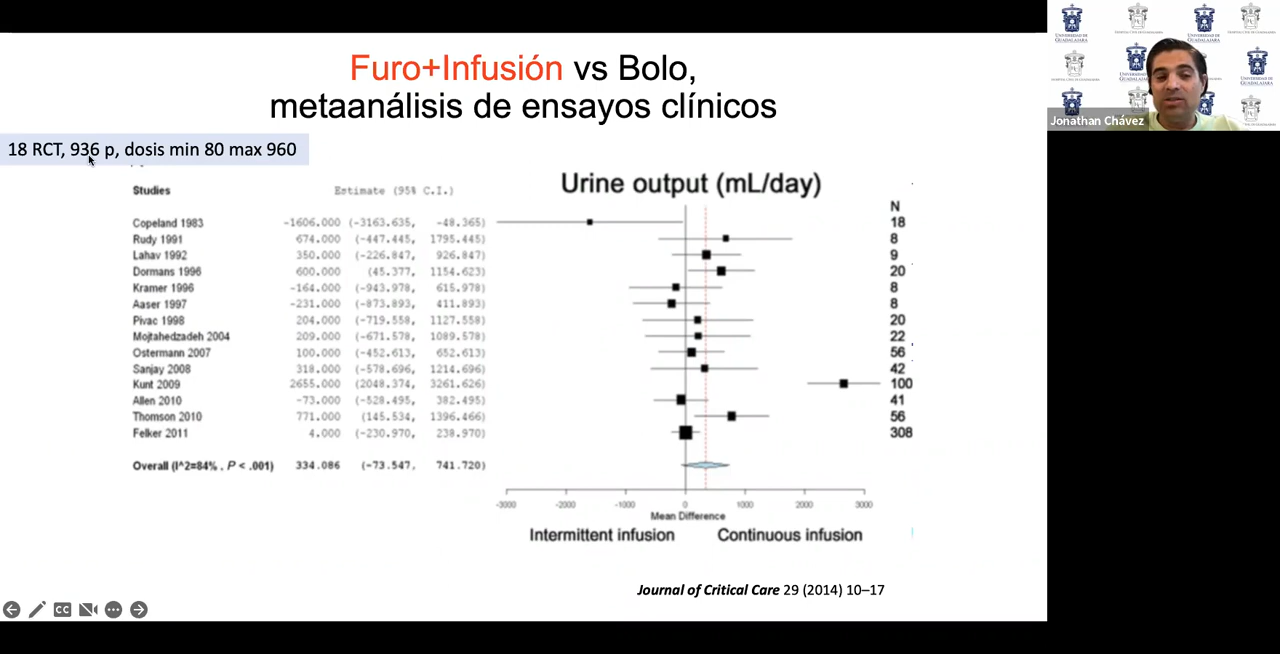 Furo+Infusión vs Bolo,
metaanálisis de ensayos clínicos
18 RCT, 936 p, dosis min 80 max 960
Urine output (mL/day)
Studies Estimate (95% C.I.) N
Copeland 1983 -1606.000 (-3163.635, -48.365) 18
Rudy 1991 674.000 (-447.445, 1795.445) 8
Lahav 1992 350.000 (-226.847, 926.847) 9
Dormans 1996 600.000 (45.377, 1154.623) 20
Kramer 1996 -164.000 (-943.978, 615.978) 8
Aaser 1997 -231.000 (-873.893, 411.893) 8
Pivac 1998 204.000 (-719.558, 1127.558) 20
Mojtahedzadeh 2004 209.000 (-671.578, 1089.578) 22
Ostermann 2007 100.000 (-452.613, 652.613) 56
Sanjay 2008 318.000 (-578.696, 1214.696) 42
Kunt 2009 2655.000 (2048.374, 3261.626) 100
Allen 2010 -73.000 (-528.495, 382.495) 41
Thomson 2010 771.000 (145.534, 1396.466) 56
Felker 2011 4.000 (-230.970, 238.970) 308
Overall (I^2=84% , P < .001) 334.086 (-73.547, 741.720)
-3000 -2000 -1000 0 1000 2000 3000
Mean Difference
Intermittent infusion Continuous infusion
Journal of Critical Care 29 (2014) 10–17
CC
Jonathan Chávez
UNIVERSIDAD DE
GUADALAJARA